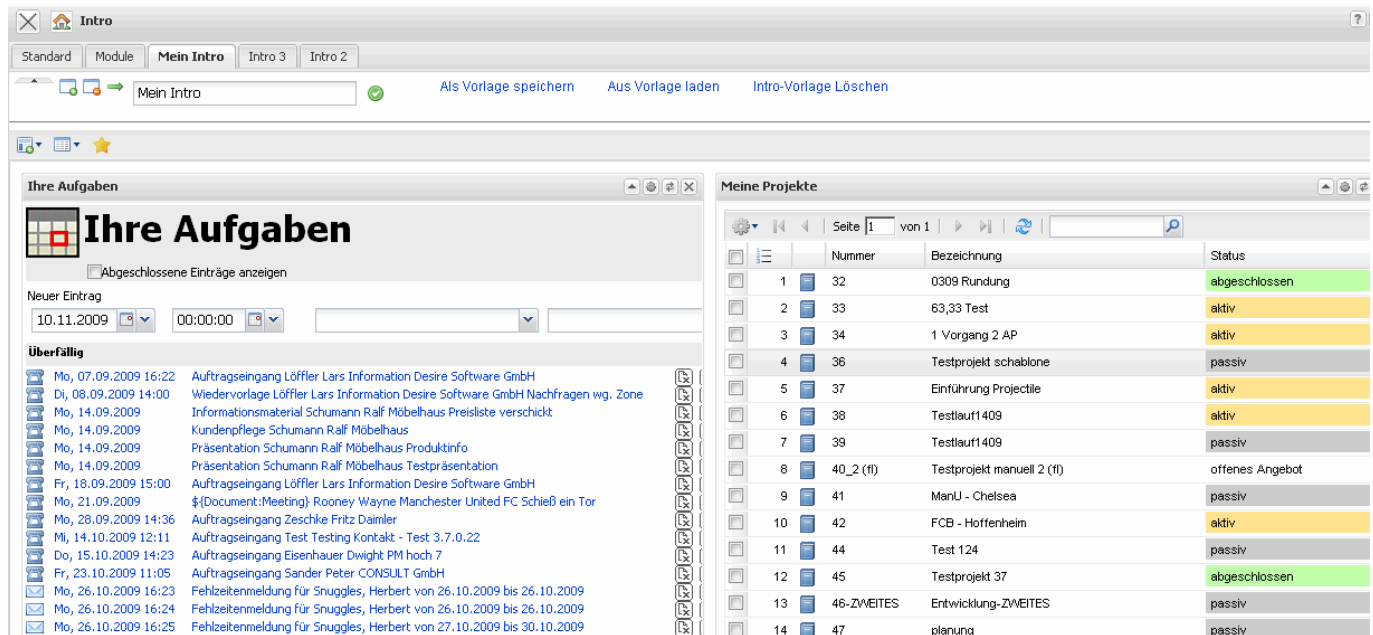 Intro
?
Standard Module Mein Intro Intro 3 Intro 2
Mein Intro Als Vorlage speichern Aus Vorlage laden Intro-Vorlage Löschen
Ihre Aufgaben
Ihre Aufgaben
Abgeschlossene Einträge anzeigen
Neuer Eintrag
10.11.2009 00:00:00
Überfällig
Mo, 07.09.2009 16:22 Auftragseingang Löffler Lars Information Desire Software GmbH
Di, 08.09.2009 14:00 Wiedervorlage Löffler Lars Information Desire Software GmbH Nachfragen wg. Zone
Mo, 14.09.2009 Informationsmaterial Schumann Ralf Möbelhaus Preisliste verschickt
Mo, 14.09.2009 Kundenpflege Schumann Ralf Möbelhaus
Mo, 14.09.2009 Präsentation Schumann Ralf Möbelhaus Produktinfo
Mo, 14.09.2009 Präsentation Schumann Ralf Möbelhaus Testpräsentation
Fr, 18.09.2009 15:00 Auftragseingang Löffler Lars Information Desire Software GmbH
Mo, 21.09.2009 ${Document:Meeting} Rooney Wayne Manchester United FC Schieß ein Tor
Mo, 28.09.2009 14:36 Auftragseingang Zeschke Fritz Daimler
Mi, 14.10.2009 12:11 Auftragseingang Test Testing Kontakt - Test 3.7.0.22
Do, 15.10.2009 14:23 Auftragseingang Eisenhauer Dwight PM hoch 7
Fr, 23.10.2009 11:05 Auftragseingang Sander Peter CONSULT GmbH
Mo, 26.10.2009 16:23 Fehlzeitenmeldung für Snuggles, Herbert von 26.10.2009 bis 26.10.2009
Mo, 26.10.2009 16:24 Fehlzeitenmeldung für Snuggles, Herbert von 26.10.2009 bis 26.10.2009
Mo, 26.10.2009 16:25 Fehlzeitenmeldung für Snuggles, Herbert von 27.10.2009 bis 30.10.2009
Meine Projekte
Seite 1 von 1
Nummer Bezeichnung Status
1 32 0309 Rundung abgeschlossen
2 33 63,33 Test aktiv
3 34 1 Vorgang 2 AP aktiv
4 36 Testprojekt schablone passiv
5 37 Einführung Projectile aktiv
6 38 Testlauf1409 aktiv
7 39 Testlauf1409 passiv
8 40_2 (fl) Testprojekt manuell 2 (fl) offenes Angebot
9 41 ManU - Chelsea passiv
10 42 FCB - Hoffenheim aktiv
11 44 Test 124 passiv
12 45 Testprojekt 37 abgeschlossen
13 46-ZWEITES Entwicklung-ZWEITES passiv
14 47 planung passiv